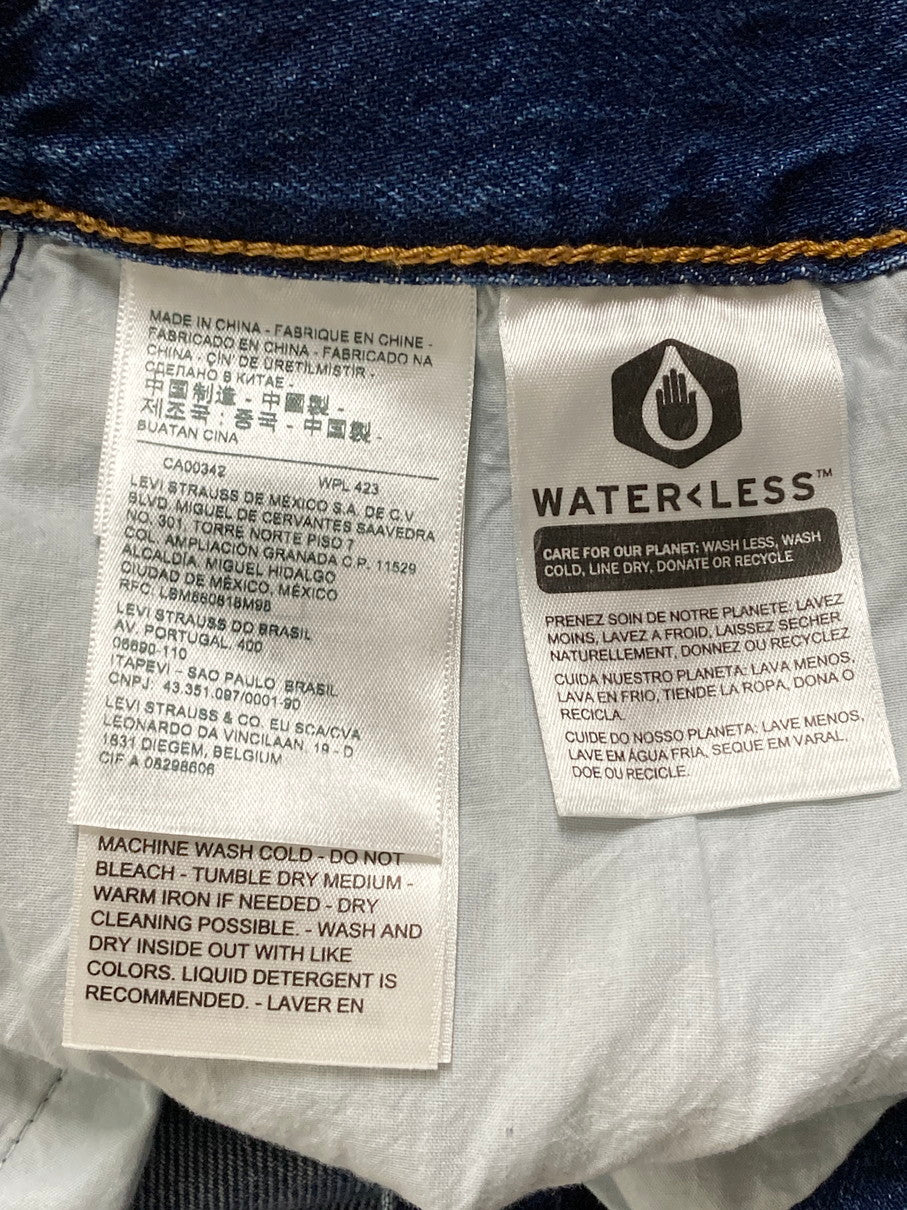 MADE IN CHINA - FABRIQUE EN CHINE -
FABRICADO EN CHINA - FABRICADO NA
CHINA - ÇİN' DE ÜRETİLMİŞTİR -
СДЕЛАНО В КИТАЕ -
中国制造 - 中國製 -
제조국 : 중국 - 中国製 -
BUATAN CINA
CA00342 WPL 423
LEVI STRAUSS DE MÉXICO S.A. DE C.V.
BLVD. MIGUEL DE CERVANTES SAAVEDRA
NO. 301, TORRE NORTE PISO 7
COL. AMPLIACIÓN GRANADA C.P. 11529
ALCALDÍA. MIGUEL HIDALGO
CIUDAD DE MÉXICO, MÉXICO
RFC: LSM860818M98
LEVI STRAUSS DO BRASIL
AV. PORTUGAL, 400
06690-110
ITAPEVI - SAO PAULO BRASIL
CNPJ: 43.351.097/0001-90
LEVI STRAUSS & CO. EU SCA/CVA
LEONARDO DA VINCILAAN, 19 - D
1831 DIEGEM, BELGIUM
CIF A 08298606
MACHINE WASH COLD - DO NOT
BLEACH - TUMBLE DRY MEDIUM -
WARM IRON IF NEEDED - DRY
CLEANING POSSIBLE. - WASH AND
DRY INSIDE OUT WITH LIKE
COLORS. LIQUID DETERGENT IS
RECOMMENDED. - LAVER EN
WATER<LESS™
CARE FOR OUR PLANET: WASH LESS, WASH
COLD, LINE DRY, DONATE OR RECYCLE
PRENEZ SOIN DE NOTRE PLANETE: LAVEZ
MOINS, LAVEZ A FROID, LAISSEZ SECHER
NATURELLEMENT, DONNEZ OU RECYCLEZ
CUIDA NUESTRO PLANETA: LAVA MENOS,
LAVA EN FRIO, TIENDE LA ROPA, DONA O
RECICLA.
CUIDE DO NOSSO PLANETA: LAVE MENOS,
LAVE EM ÁGUA FRIA, SEQUE EM VARAL,
DOE OU RECICLE.